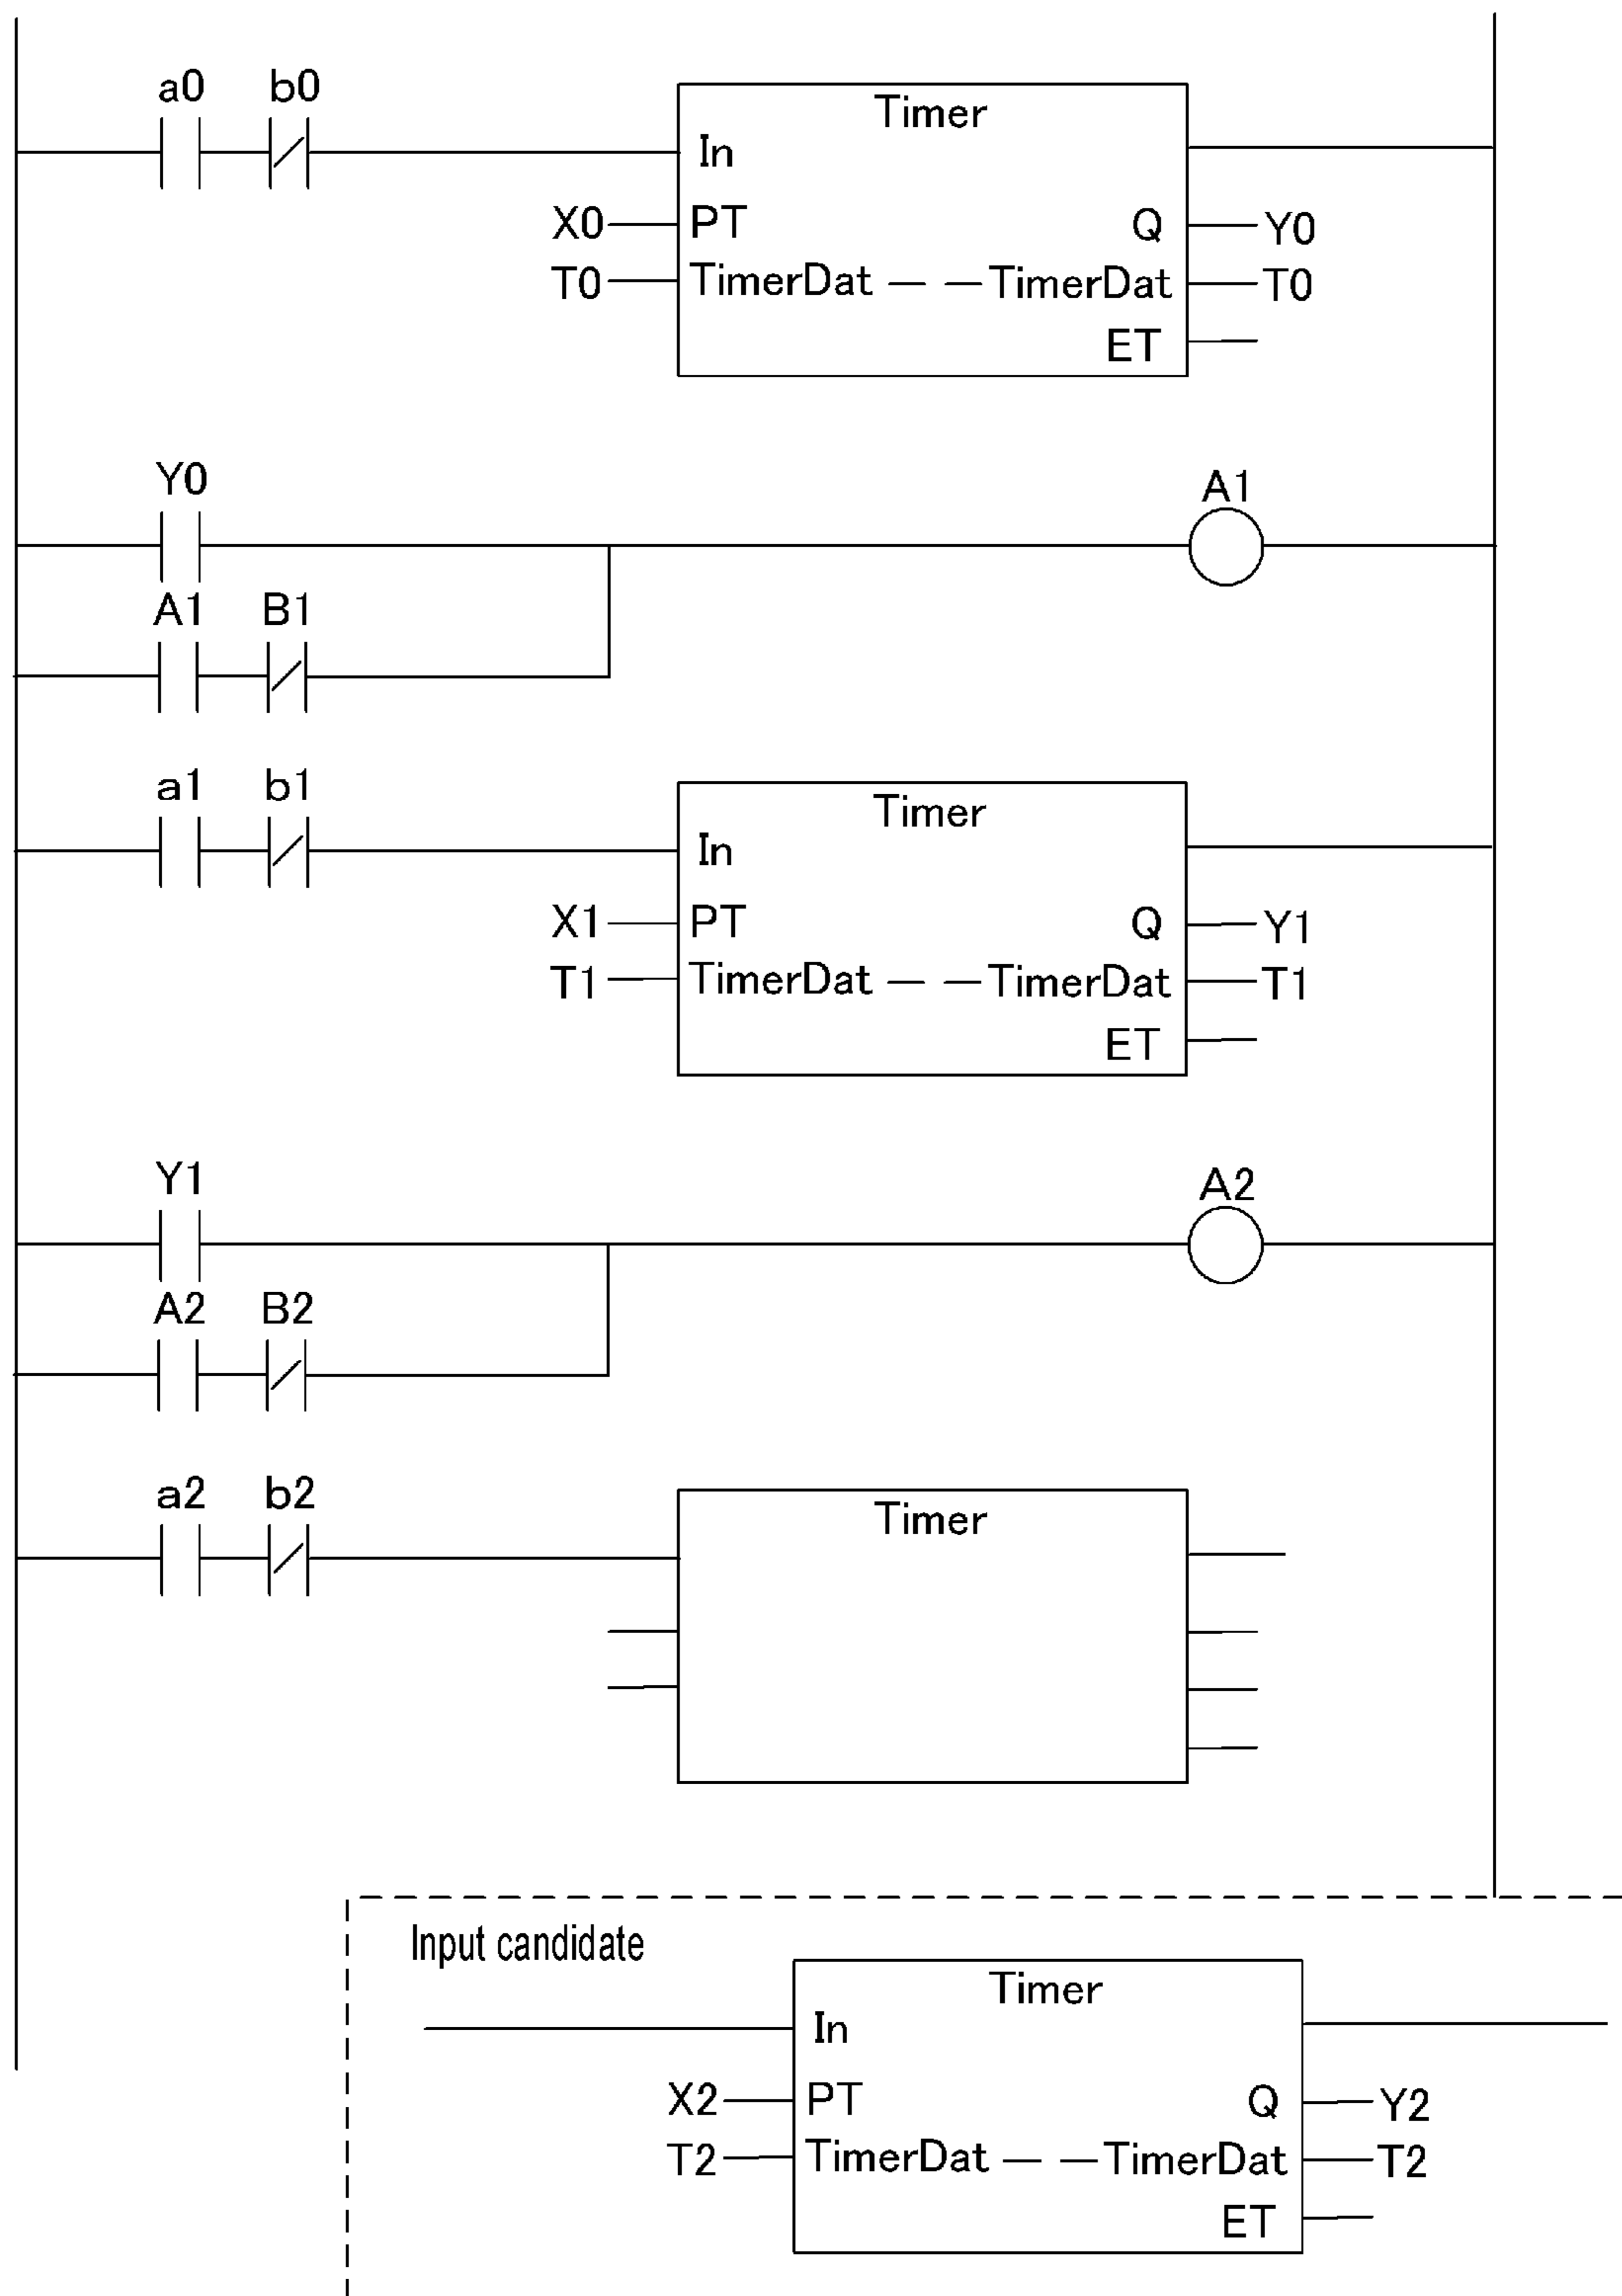 a0 b0
Timer
In
X0 PT Q Y0
T0 TimerDat TimerDat T0
ET
Y0 A1
A1 B1
a1 b1
Timer
In
X1 PT Q Y1
T1 TimerDat TimerDat T1
ET
Y1 A2
A2 B2
a2 b2
Timer
Input candidate
Timer
In
X2 PT Q Y2
T2 TimerDat TimerDat T2
ET